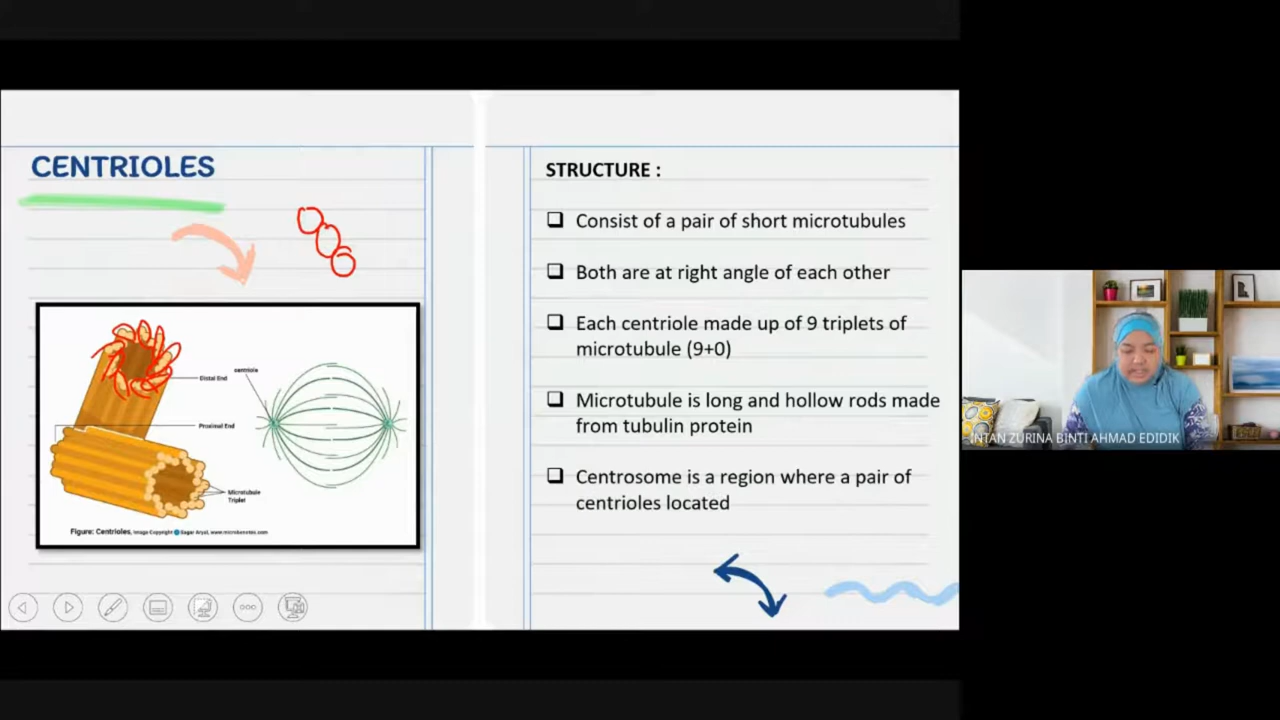 CENTRIOLES
centriole
Distal End
Proximal End
Microtubule
Triplet
Figure: Centrioles, Image Copyright Sagar Aryal, www.microbenotes.com
STRUCTURE :
Consist of a pair of short microtubules
Both are at right angle of each other
Each centriole made up of 9 triplets of
microtubule (9+0)
Microtubule is long and hollow rods made
from tubulin protein
Centrosome is a region where a pair of
centrioles located
INTAN ZURINA BINTI AHMAD EDIDIK